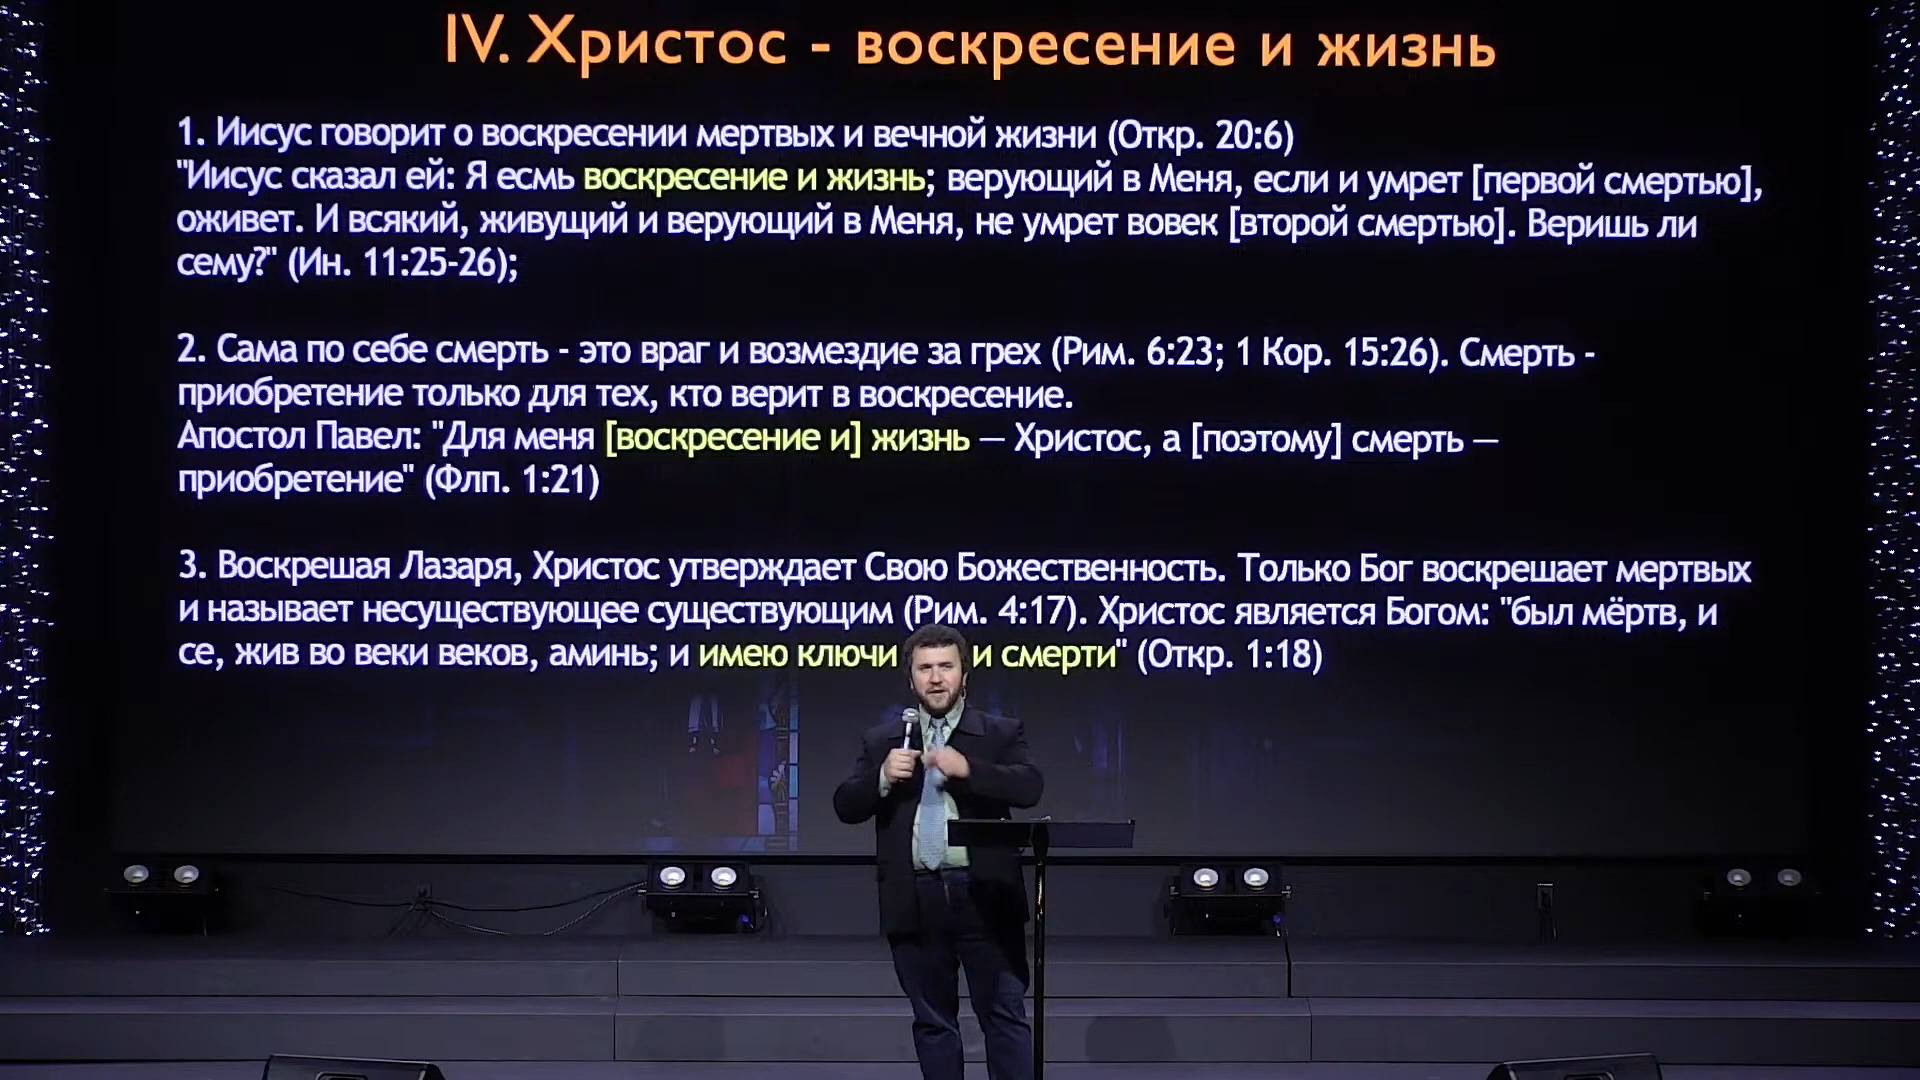 IV. Христос - воскресение и жизнь
1. Иисус говорит о воскресении мертвых и вечной жизни (Откр. 20:6)
"Иисус сказал ей: Я есмь воскресение и жизнь; верующий в Меня, если и умрет [первой смертью],
оживет. И всякий, живущий и верующий в Меня, не умрет вовек [второй смертью]. Веришь ли
сему?" (Ин. 11:25-26);
2. Сама по себе смерть - это враг и возмездие за грех (Рим. 6:23; 1 Кор. 15:26). Смерть -
приобретение только для тех, кто верит в воскресение.
Апостол Павел: "Для меня [воскресение и] жизнь — Христос, а [поэтому] смерть —
приобретение" (Флп. 1:21)
3. Воскрешая Лазаря, Христос утверждает Свою Божественность. Только Бог воскрешает мертвых
и называет несуществующее существующим (Рим. 4:17). Христос является Богом: "был мёртв, и
се, жив во веки веков, аминь; и имею ключи и смерти" (Откр. 1:18)